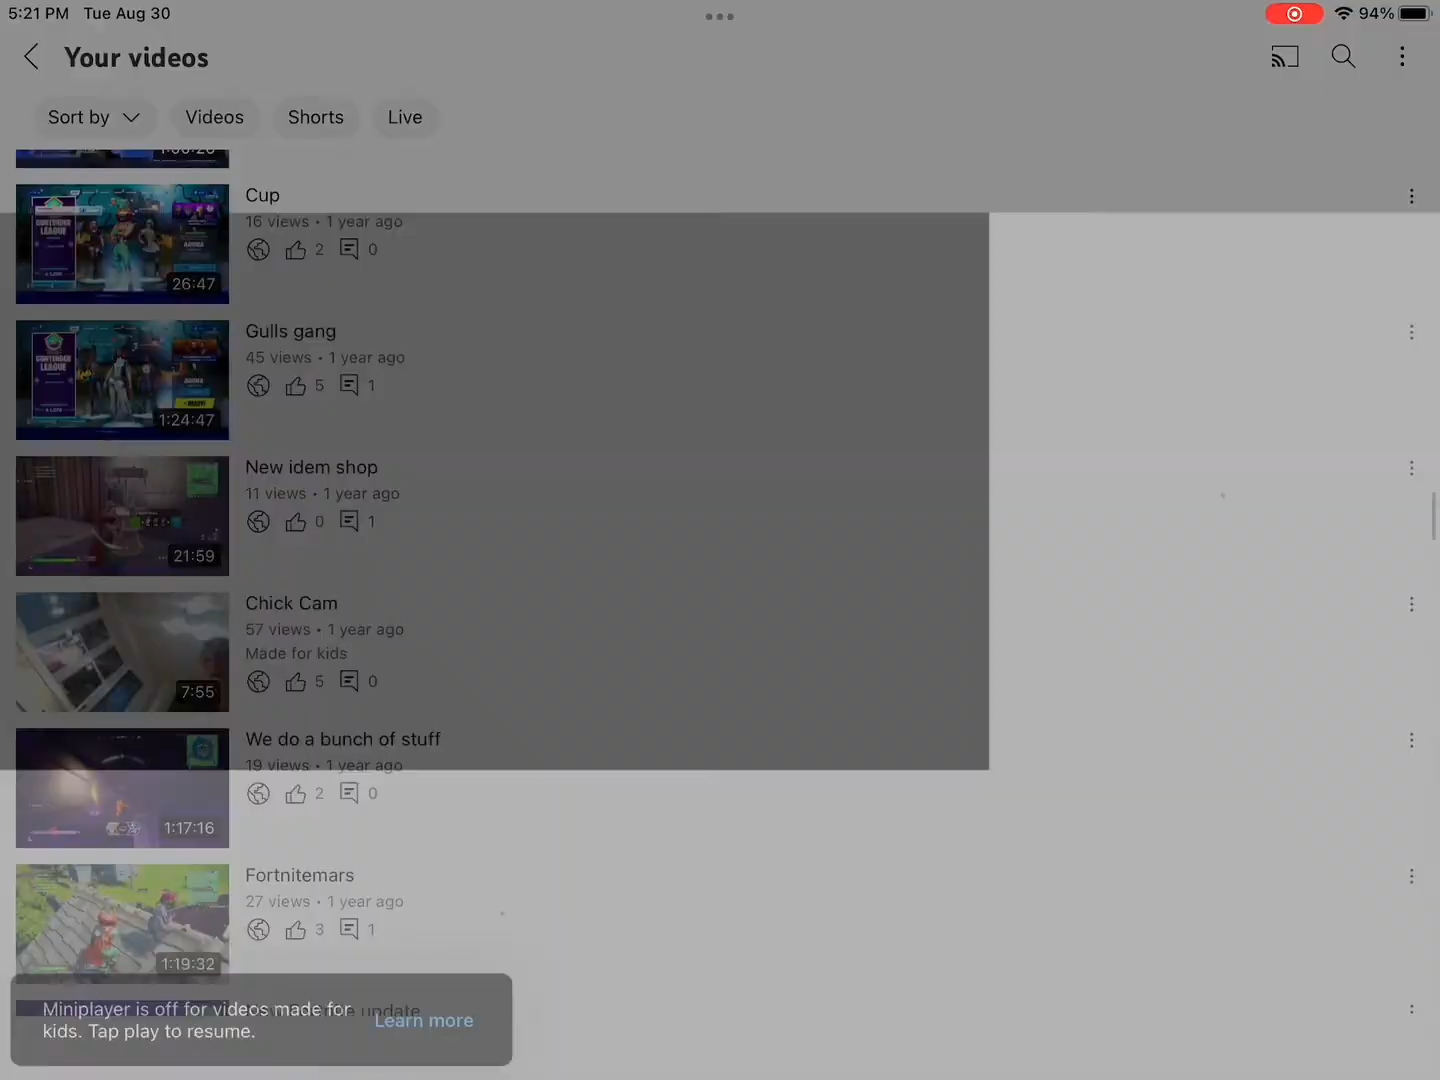 5:21 PM Tue Aug 30
94%
Your videos
Sort by
Videos
Shorts
Live
Cup
16 views • 1 year ago
2
0
26:47
Gulls gang
45 views • 1 year ago
5
1
CONTENDER
LEAGUE
1:24:47
New idem shop
11 views • 1 year ago
0
1
21:59
Chick Cam
57 views • 1 year ago
Made for kids
5
0
7:55
We do a bunch of stuff
19 views • 1 year ago
2
0
1:17:16
Fortnitemars
27 views • 1 year ago
3
1
1:19:32
update
Miniplayer is off for videos made for
kids. Tap play to resume.
Learn more